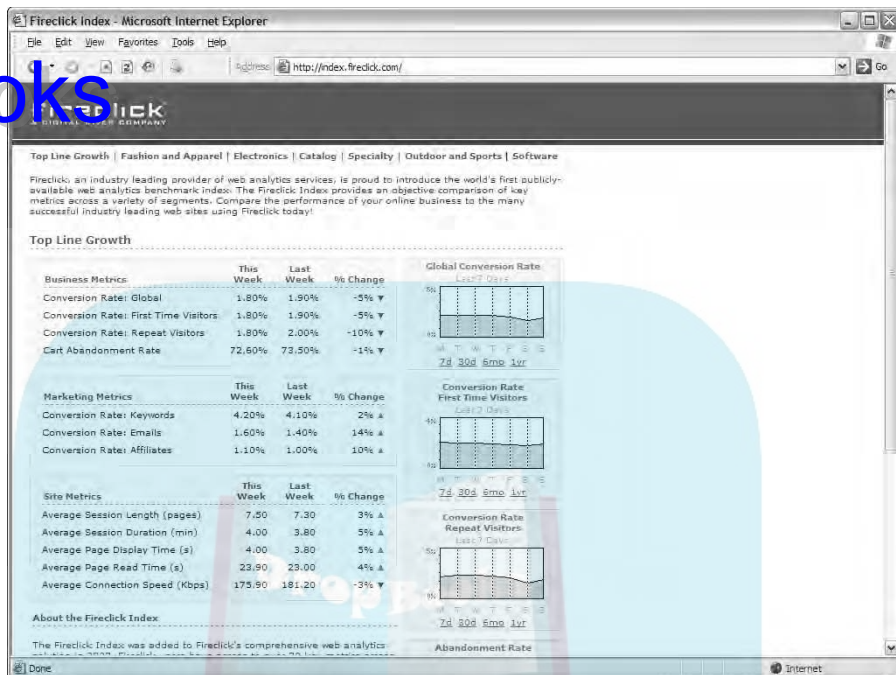 Fireclick Index - Microsoft Internet Explorer
File Edit View Favorites Tools Help
Address http://index.fireclick.com/ Go
oks
fireclick
A DIGITAL RIVER COMPANY
Top Line Growth | Fashion and Apparel | Electronics | Catalog | Specialty | Outdoor and Sports | Software
Fireclick, an industry leading provider of web analytics services, is proud to introduce the world's first publicly-
available web analytics benchmark index. The Fireclick Index provides an objective comparison of key
metrics across a variety of segments. Compare the performance of your online business to the many
successful industry leading web sites using Fireclick today!
Top Line Growth
Business Metrics This Week Last Week % Change
Conversion Rate: Global 1.80% 1.90% -5% ▼
Conversion Rate: First Time Visitors 1.80% 1.90% -5% ▼
Conversion Rate: Repeat Visitors 1.80% 2.00% -10% ▼
Cart Abandonment Rate 72.60% 73.50% -1% ▼
Marketing Metrics This Week Last Week % Change
Conversion Rate: Keywords 4.20% 4.10% 2% ▲
Conversion Rate: Emails 1.60% 1.40% 14% ▲
Conversion Rate: Affiliates 1.10% 1.00% 10% ▲
Site Metrics This Week Last Week % Change
Average Session Length (pages) 7.50 7.30 3% ▲
Average Session Duration (min) 4.00 3.80 5% ▲
Average Page Display Time (s) 4.00 3.80 5% ▲
Average Page Read Time (s) 23.90 23.00 4% ▲
Average Connection Speed (Kbps) 175.90 181.20 -3% ▼
About the Fireclick Index
The Fireclick Index was added to Fireclick's comprehensive web analytics
Global Conversion Rate
Last 7 Days
M T W T F S S
7d 30d 6mo 1yr
Conversion Rate
First Time Visitors
Last 7 Days
M T W T F S S
7d 30d 6mo 1yr
Conversion Rate
Repeat Visitors
Last 7 Days
M T W T F S S
7d 30d 6mo 1yr
Abandonment Rate
Done Internet